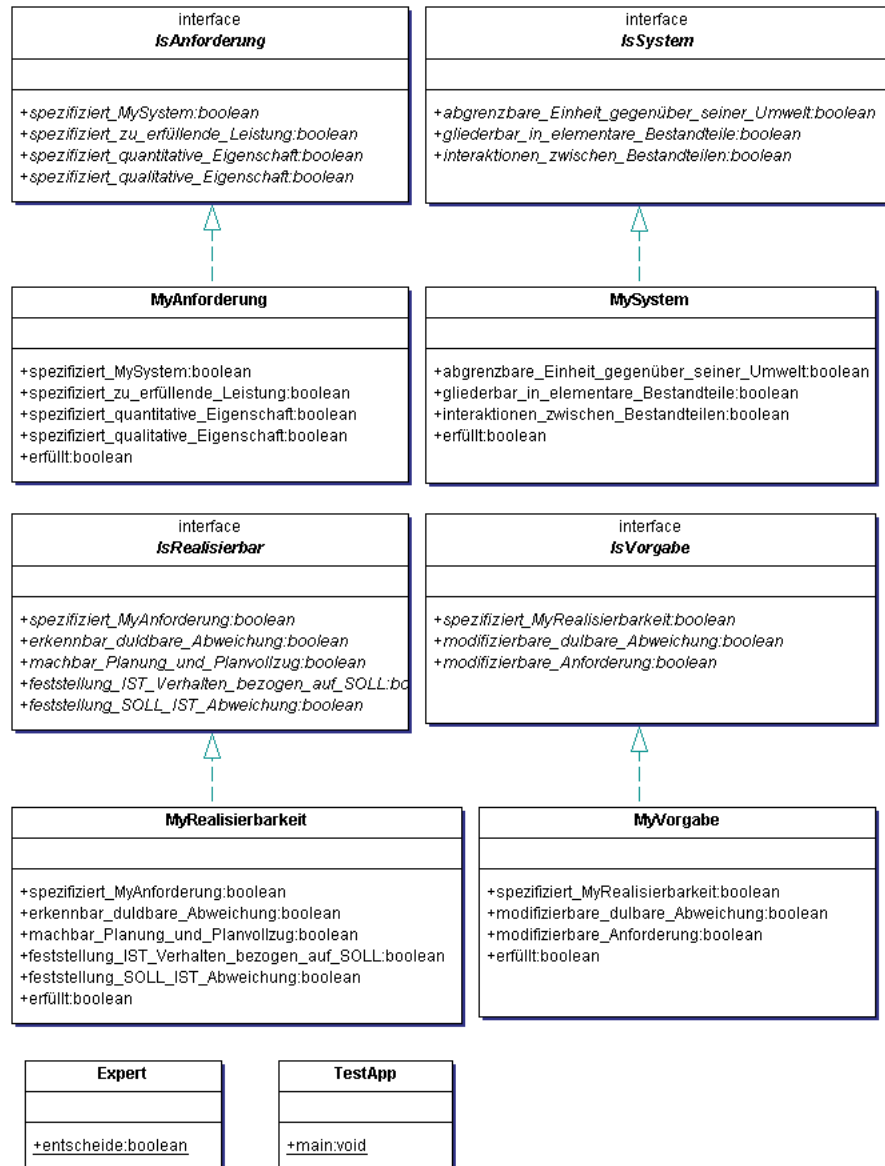 interface
IsAnforderung
+spezifiziert_MySystem:boolean
+spezifiziert_zu_erfüllende_Leistung:boolean
+spezifiziert_quantitative_Eigenschaft:boolean
+spezifiziert_qualitative_Eigenschaft:boolean
interface
IsSystem
+abgrenzbare_Einheit_gegenüber_seiner_Umwelt:boolean
+gliederbar_in_elementare_Bestandteile:boolean
+interaktionen_zwischen_Bestandteilen:boolean
MyAnforderung
+spezifiziert_MySystem:boolean
+spezifiziert_zu_erfüllende_Leistung:boolean
+spezifiziert_quantitative_Eigenschaft:boolean
+spezifiziert_qualitative_Eigenschaft:boolean
+erfüllt:boolean
MySystem
+abgrenzbare_Einheit_gegenüber_seiner_Umwelt:boolean
+gliederbar_in_elementare_Bestandteile:boolean
+interaktionen_zwischen_Bestandteilen:boolean
+erfüllt:boolean
interface
IsRealisierbar
+spezifiziert_MyAnforderung:boolean
+erkennbar_duldbare_Abweichung:boolean
+machbar_Planung_und_Planvollzug:boolean
+feststellung_IST_Verhalten_bezogen_auf_SOLL:bo
+feststellung_SOLL_IST_Abweichung:boolean
interface
IsVorgabe
+spezifiziert_MyRealisierbarkeit:boolean
+modifizierbare_dulbare_Abweichung:boolean
+modifizierbare_Anforderung:boolean
MyRealisierbarkeit
+spezifiziert_MyAnforderung:boolean
+erkennbar_duldbare_Abweichung:boolean
+machbar_Planung_und_Planvollzug:boolean
+feststellung_IST_Verhalten_bezogen_auf_SOLL:boolean
+feststellung_SOLL_IST_Abweichung:boolean
+erfüllt:boolean
MyVorgabe
+spezifiziert_MyRealisierbarkeit:boolean
+modifizierbare_dulbare_Abweichung:boolean
+modifizierbare_Anforderung:boolean
+erfüllt:boolean
Expert
+entscheide:boolean
TestApp
+main:void